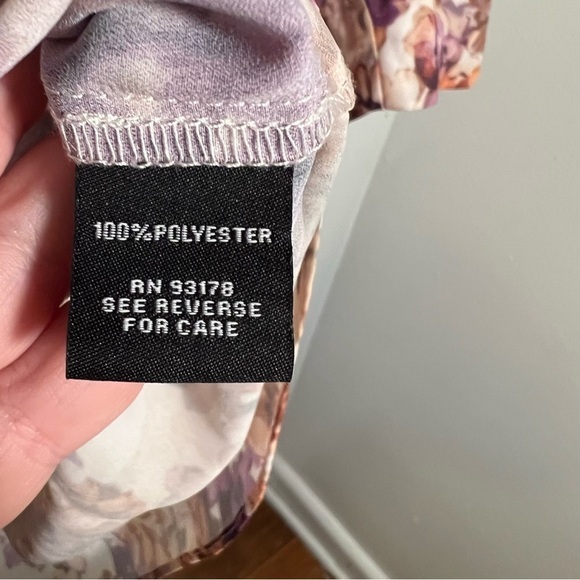 100%POLYESTER
RN 93178
SEE REVERSE
FOR CARE